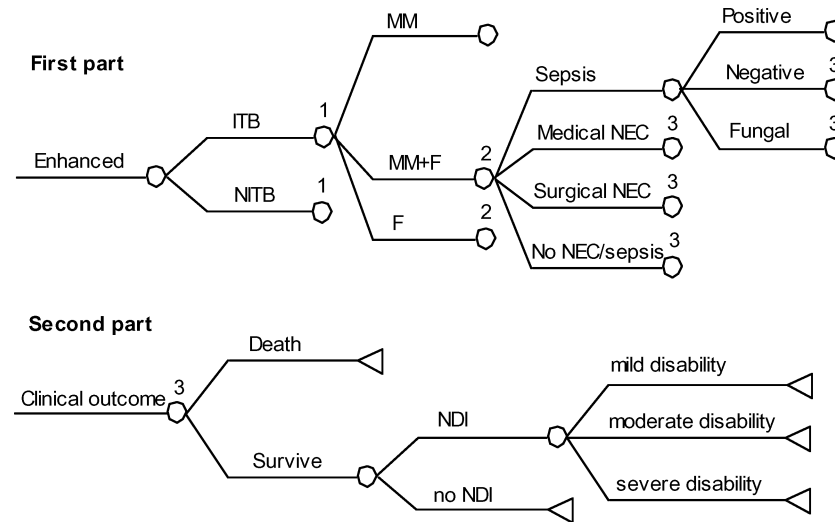 First part
Enhanced
ITB
1
NITB
1
MM
MM+F
2
F
2
Sepsis
Medical NEC
3
Surgical NEC
3
No NEC/sepsis
3
Positive
Negative
3
Fungal
3
Second part
Clinical outcome
3
Death
Survive
NDI
no NDI
mild disability
moderate disability
severe disability